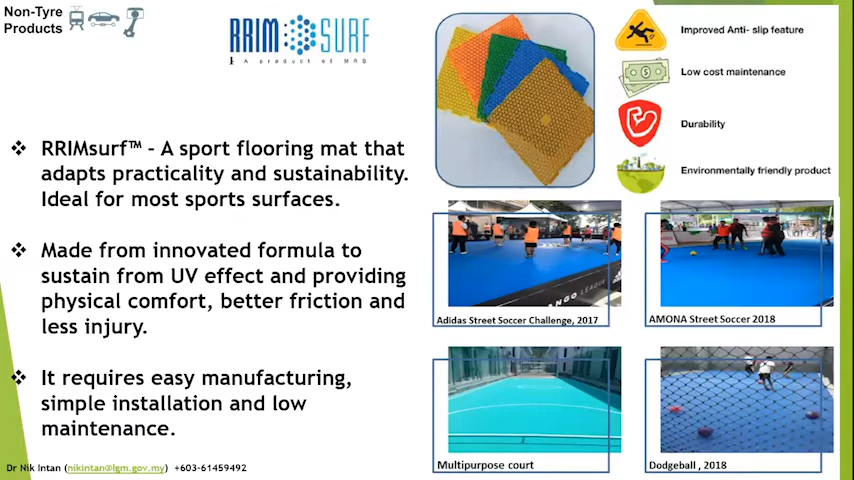 Non-Tyre
Products
RRIM SURF
A product of MRB
Improved Anti- slip feature
Low cost maintenance
Durability
Environmentally friendly product
❖ RRIMsurf™ – A sport flooring mat that
adapts practicality and sustainability.
Ideal for most sports surfaces.
❖ Made from innovated formula to
sustain from UV effect and providing
physical comfort, better friction and
less injury.
❖ It requires easy manufacturing,
simple installation and low
maintenance.
ANGO LEAGUE
Adidas Street Soccer Challenge, 2017
AMONA Street Soccer 2018
Multipurpose court
Dodgeball , 2018
Dr Nik Intan (nikintan@lgm.gov.my) +603-61459492